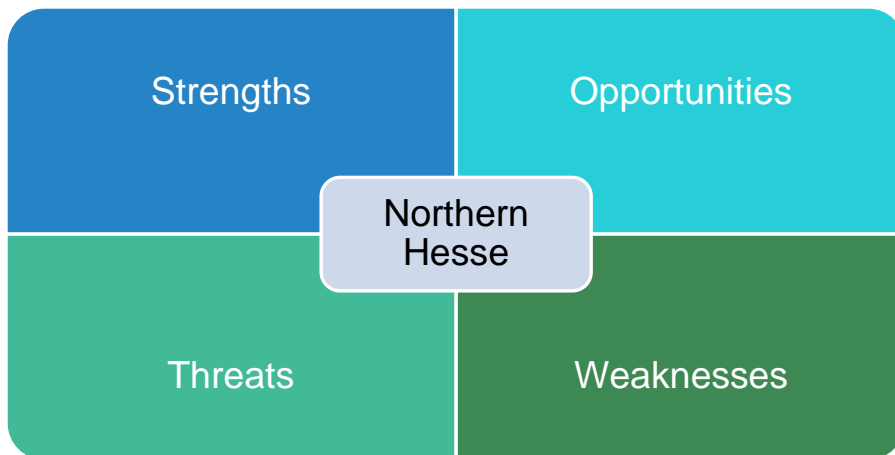 Strengths
Opportunities
Northern
Hesse
Threats
Weaknesses